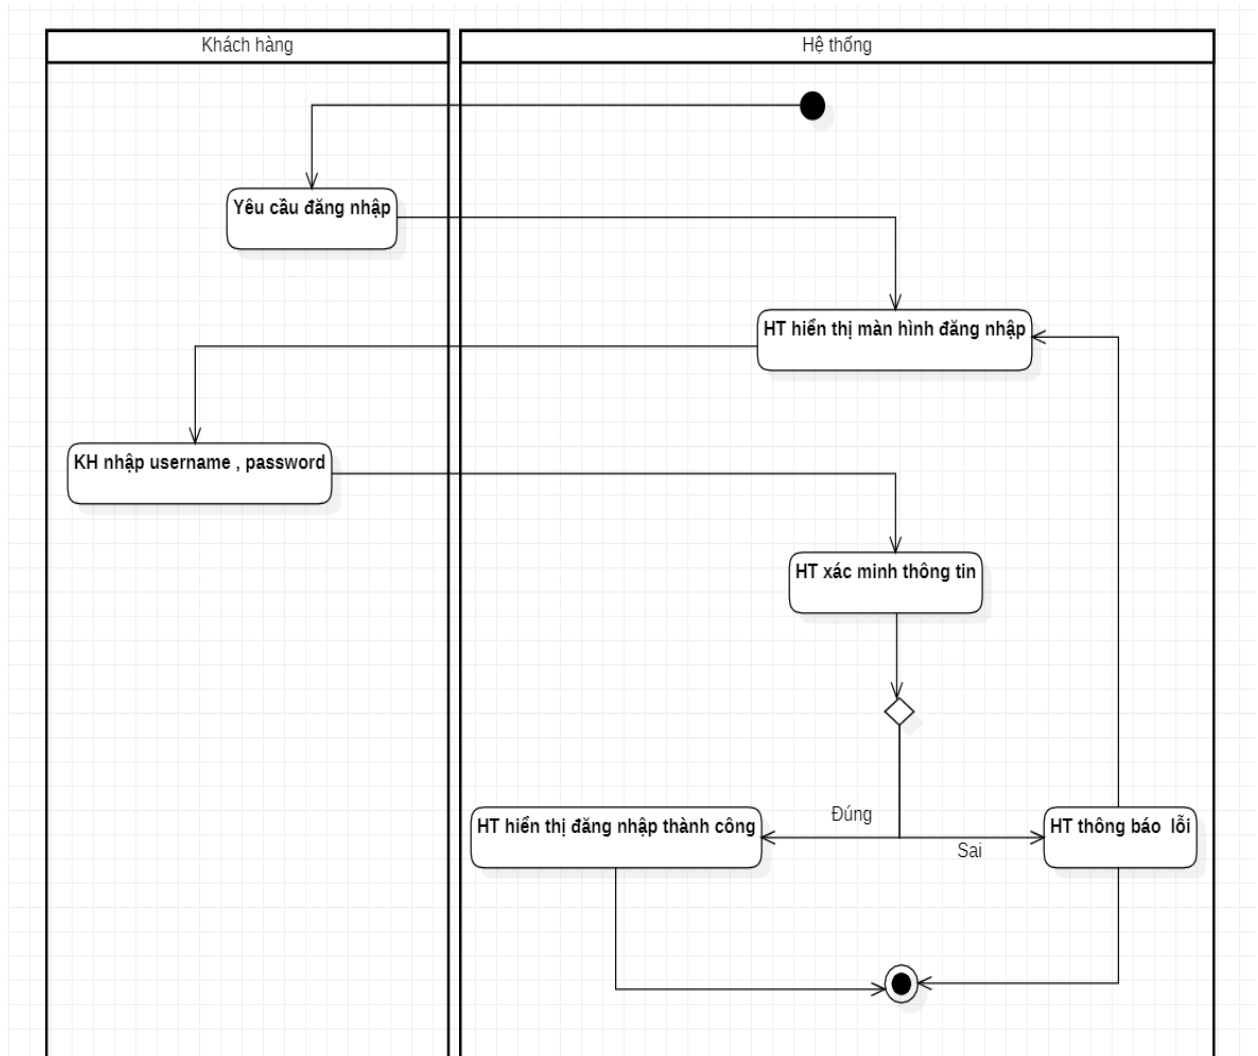 Khách hàng
Hệ thống
Yêu cầu đăng nhập
HT hiển thị màn hình đăng nhập
KH nhập username , password
HT xác minh thông tin
Đúng
HT hiển thị đăng nhập thành công
HT thông báo  lỗi
Sai